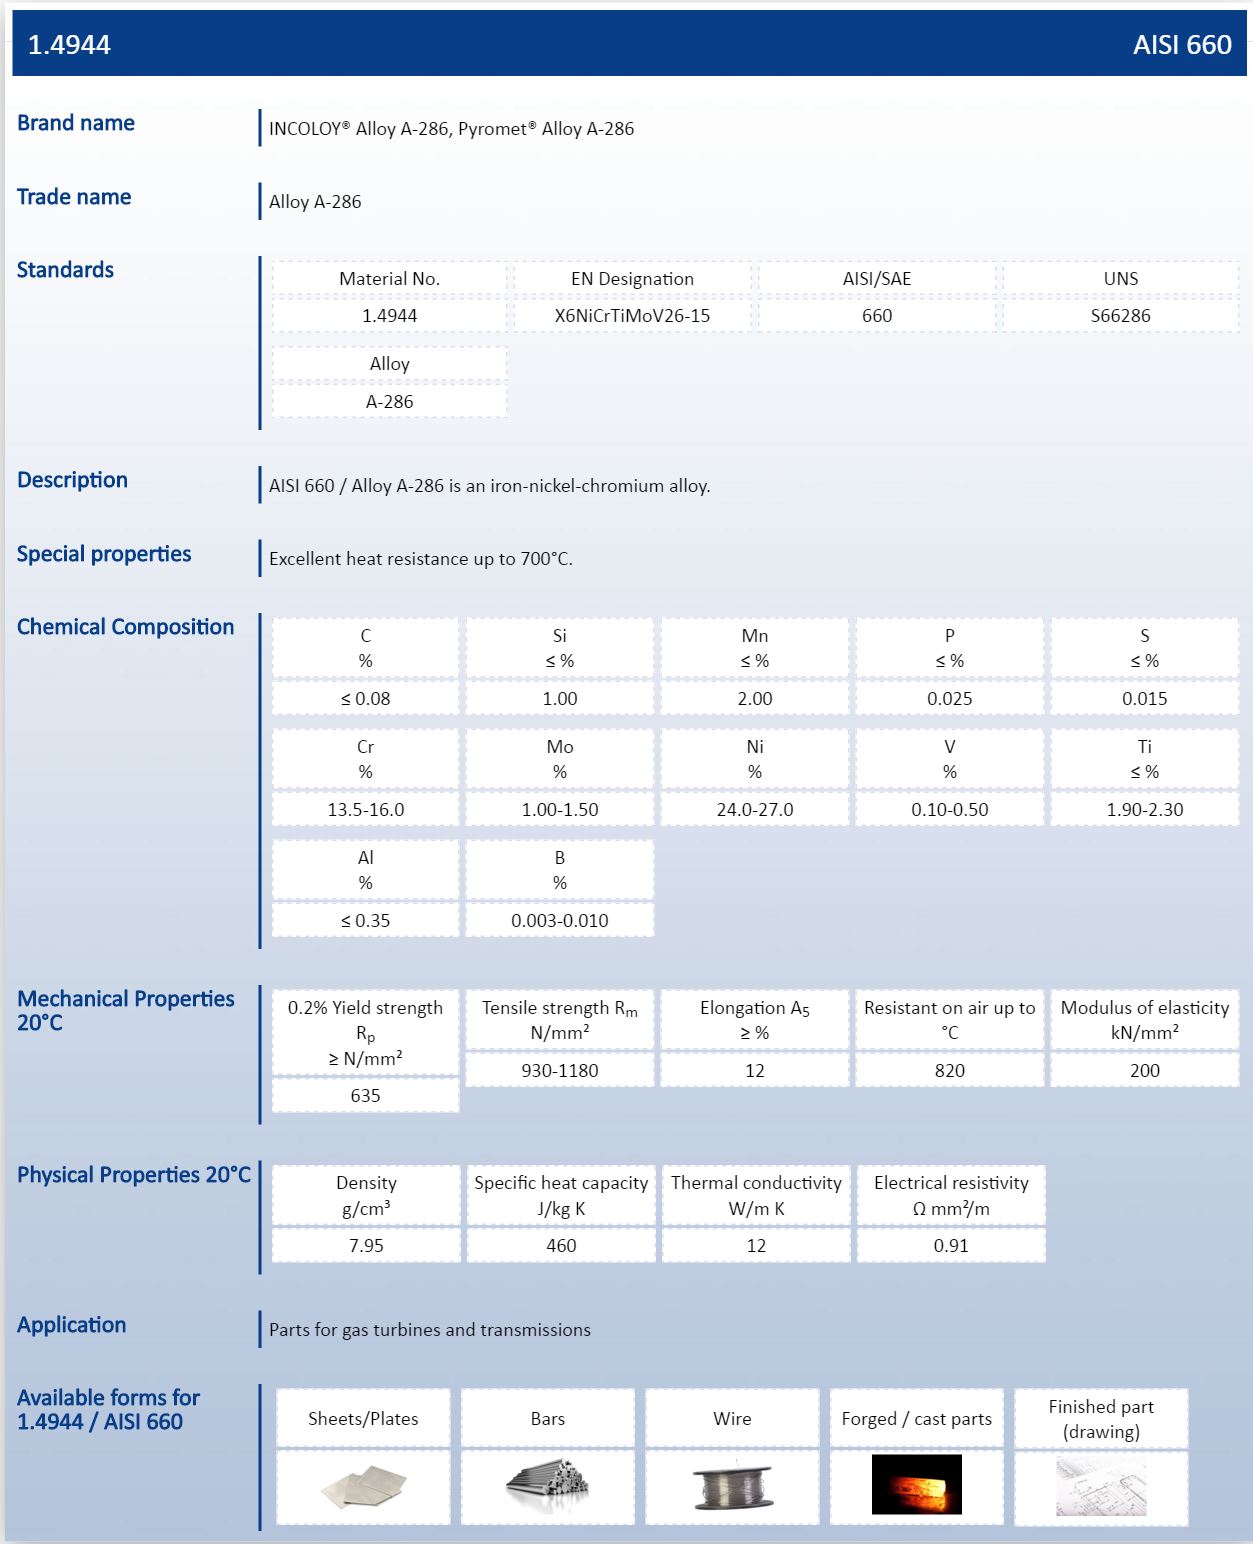 1.4944 AISI 660
Brand name INCOLOY® Alloy A-286, Pyromet® Alloy A-286
Trade name Alloy A-286
Standards Material No. EN Designation AISI/SAE UNS
1.4944 X6NiCrTiMoV26-15 660 S66286
Alloy
A-286
Description AISI 660 / Alloy A-286 is an iron-nickel-chromium alloy.
Special properties Excellent heat resistance up to 700°C.
Chemical Composition C Si Mn P S
% ≤ % ≤ % ≤ % ≤ %
≤ 0.08 1.00 2.00 0.025 0.015
Cr Mo Ni V Ti
% % % % ≤ %
13.5-16.0 1.00-1.50 24.0-27.0 0.10-0.50 1.90-2.30
Al B
% %
≤ 0.35 0.003-0.010
Mechanical Properties 0.2% Yield strength Tensile strength Rm Elongation A5 Resistant on air up to Modulus of elasticity
20°C Rp N/mm² ≥ % °C kN/mm²
≥ N/mm² 930-1180 12 820 200
635
Physical Properties 20°C Density Specific heat capacity Thermal conductivity Electrical resistivity
g/cm³ J/kg K W/m K Ω mm²/m
7.95 460 12 0.91
Application Parts for gas turbines and transmissions
Available forms for Sheets/Plates Bars Wire Forged / cast parts Finished part
1.4944 / AISI 660 (drawing)